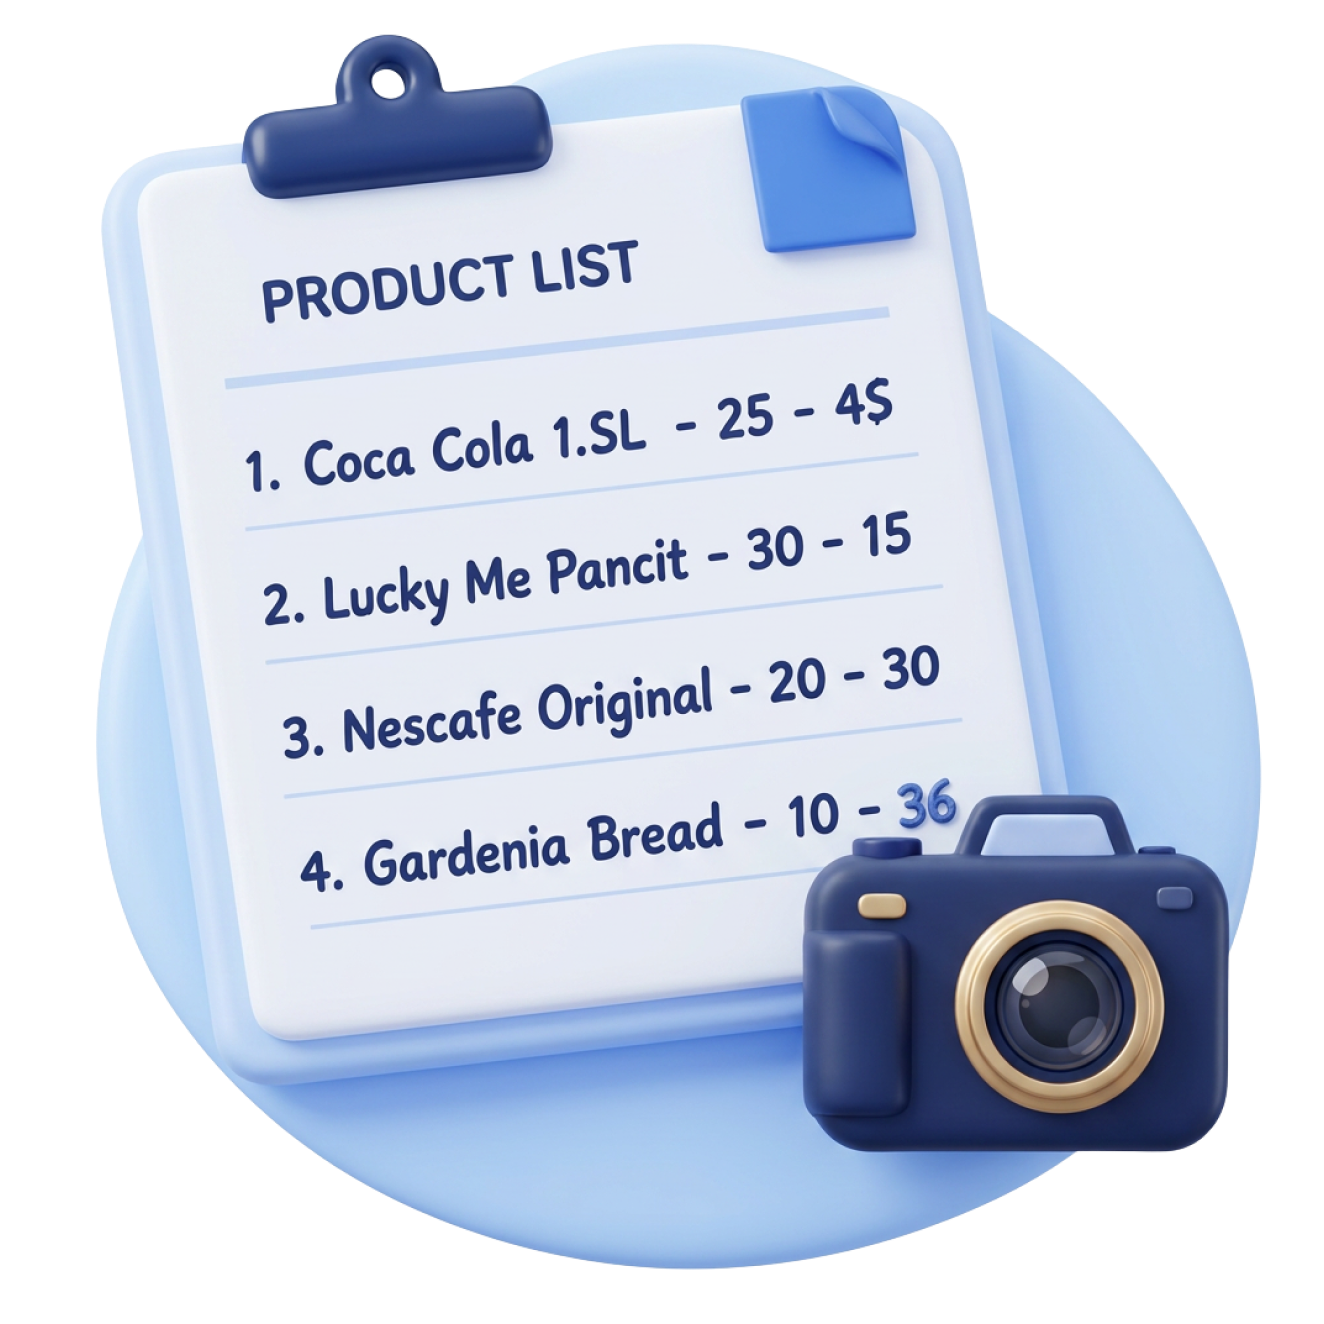 PRODUCT LIST
1. Coca Cola 1.SL - 25 - 4$
2. Lucky Me Pancit - 30 - 15
3. Nescafe Original - 20 - 30
4. Gardenia Bread - 10 - 36